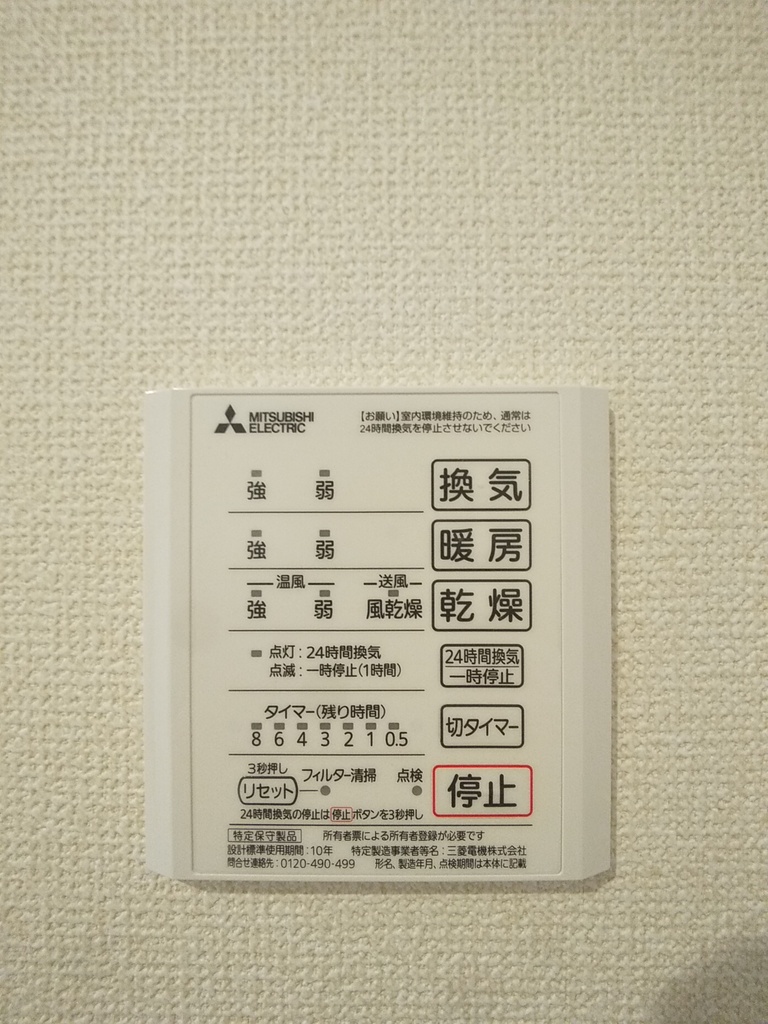 MITSUBISHI
ELECTRIC
【お願い】室内環境維持のため、通常は
24時間換気を停止させないでください
強 弱 換気
強 弱 暖房
温風 送風
強 弱 風乾燥 乾燥
点灯:24時間換気
点滅:一時停止(1時間)
24時間換気
一時停止
タイマー(残り時間)
8 6 4 3 2 1 0.5
切タイマー
3秒押し
リセット フィルター清掃 点検
停止
24時間換気の停止は停止ボタンを3秒押し
特定保守製品 所有者票による所有者登録が必要です
設計標準使用期間:10年 特定製造事業者等名:三菱電機株式会社
問合せ連絡先:0120-490-499 形名、製造年月、点検期間は本体に記載